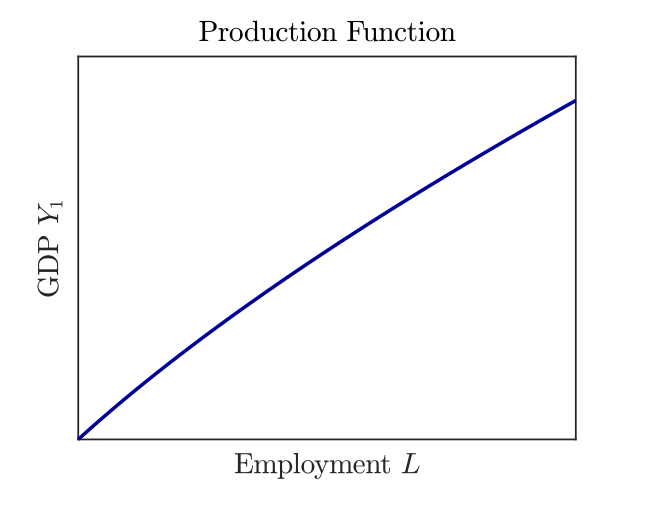 Production Function
GDP Y₁
Employment L